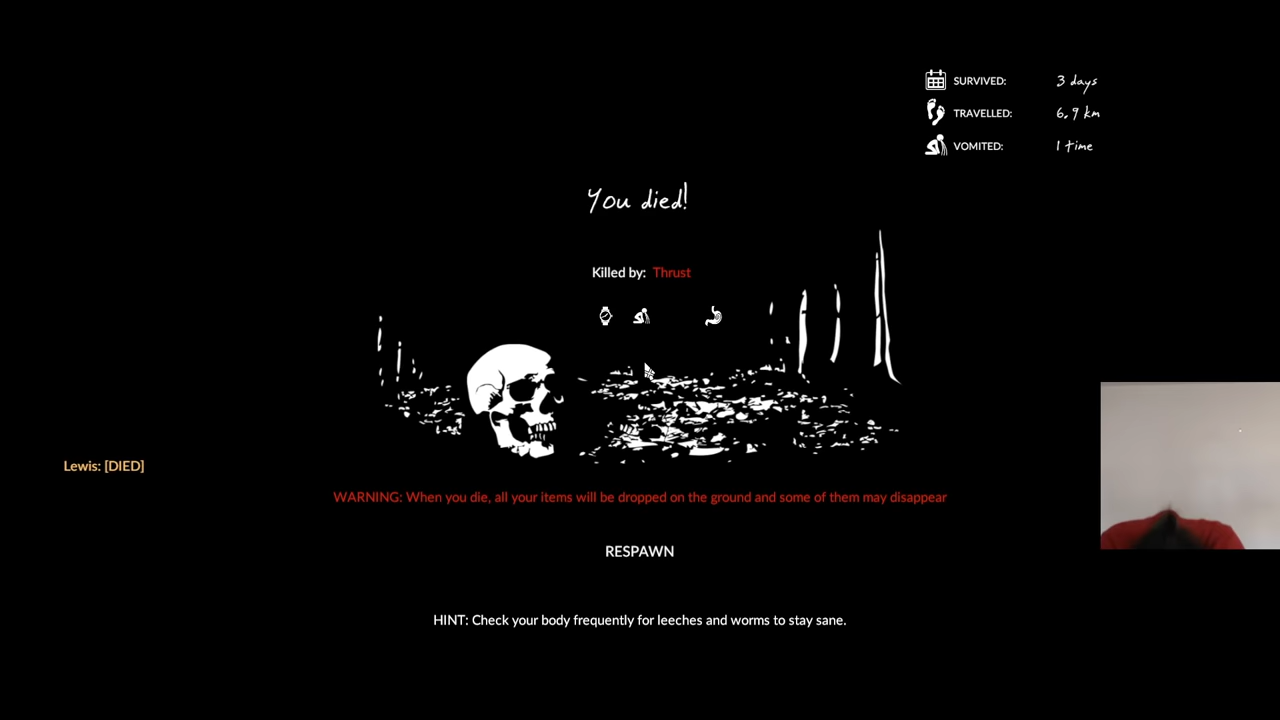 SURVIVED: 3 days
TRAVELLED: 6.9 km
VOMITED: 1 time
You died!
Killed by: Thrust
Lewis: [DIED]
WARNING: When you die, all your items will be dropped on the ground and some of them may disappear
RESPAWN
HINT: Check your body frequently for leeches and worms to stay sane.